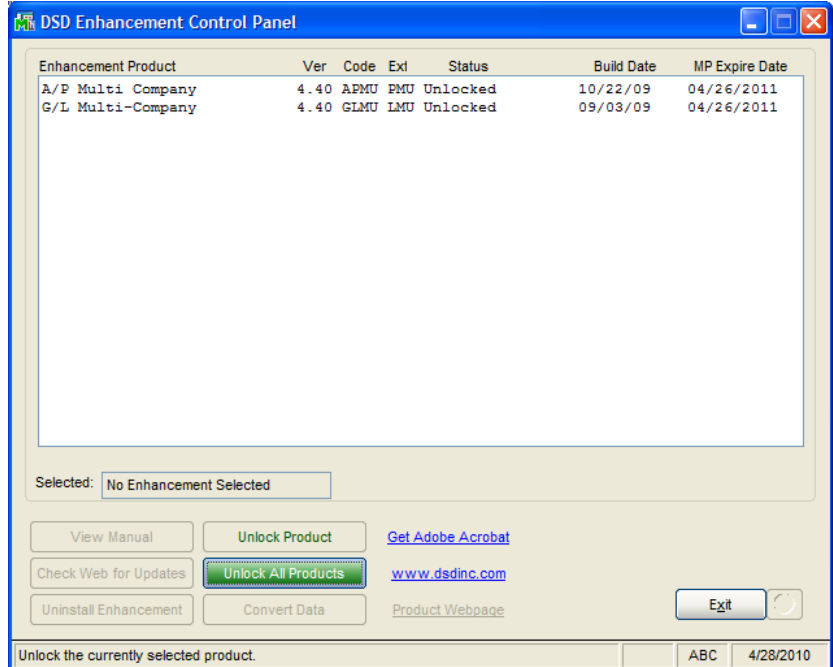 DSD Enhancement Control Panel
Enhancement Product Ver Code Ext Status Build Date MP Expire Date
A/P Multi Company 4.40 APMU PMU Unlocked 10/22/09 04/26/2011
G/L Multi-Company 4.40 GLMU LMU Unlocked 09/03/09 04/26/2011
Selected: No Enhancement Selected
View Manual Unlock Product Get Adobe Acrobat
Check Web for Updates Unlock All Products www.dsdinc.com
Uninstall Enhancement Convert Data Product Webpage Exit
Unlock the currently selected product. ABC 4/28/2010